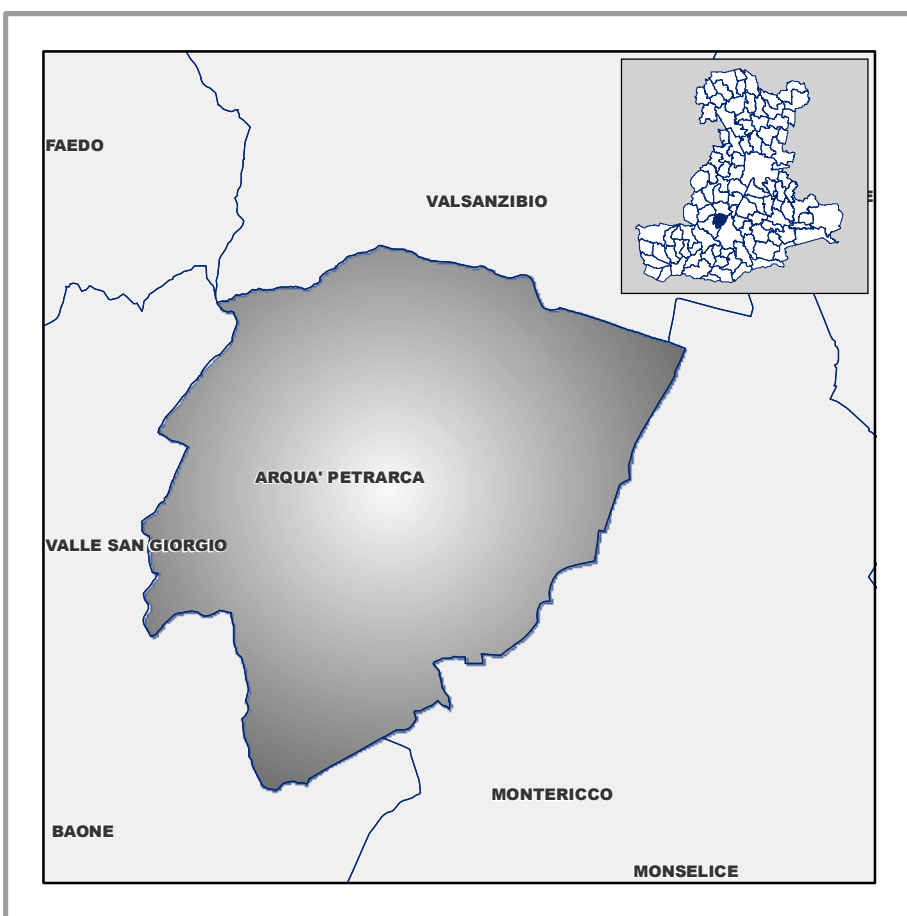 FAEDO
VALSANZIBIO
E
ARQUA' PETRARCA
VALLE SAN GIORGIO
MONTERICCO
BAONE
MONSELICE